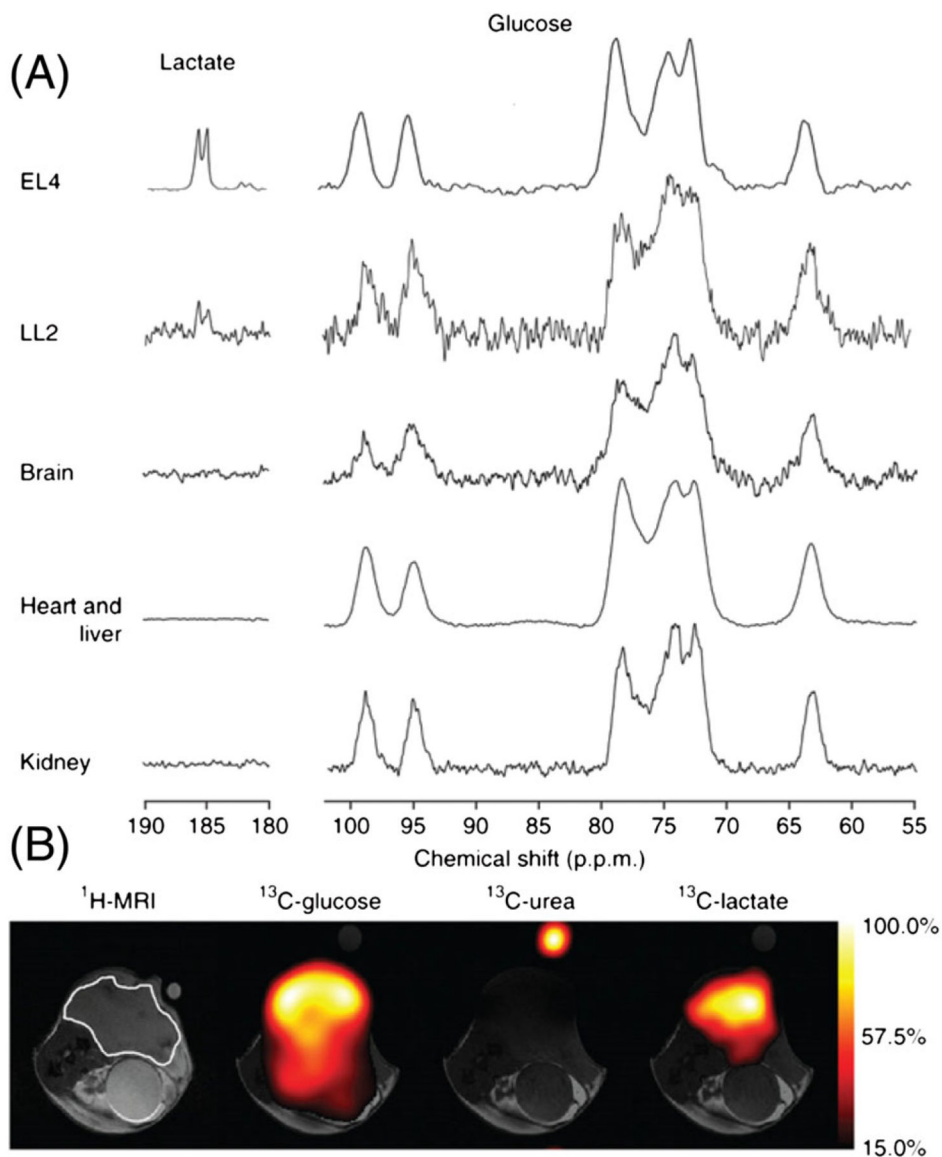 (A)
Lactate
Glucose
EL4
LL2
Brain
Heart and
liver
Kidney
190 185 180 100 95 90 85 80 75 70 65 60 55
Chemical shift (p.p.m.)
(B)
¹H-MRI ¹³C-glucose ¹³C-urea ¹³C-lactate
100.0%
57.5%
15.0%